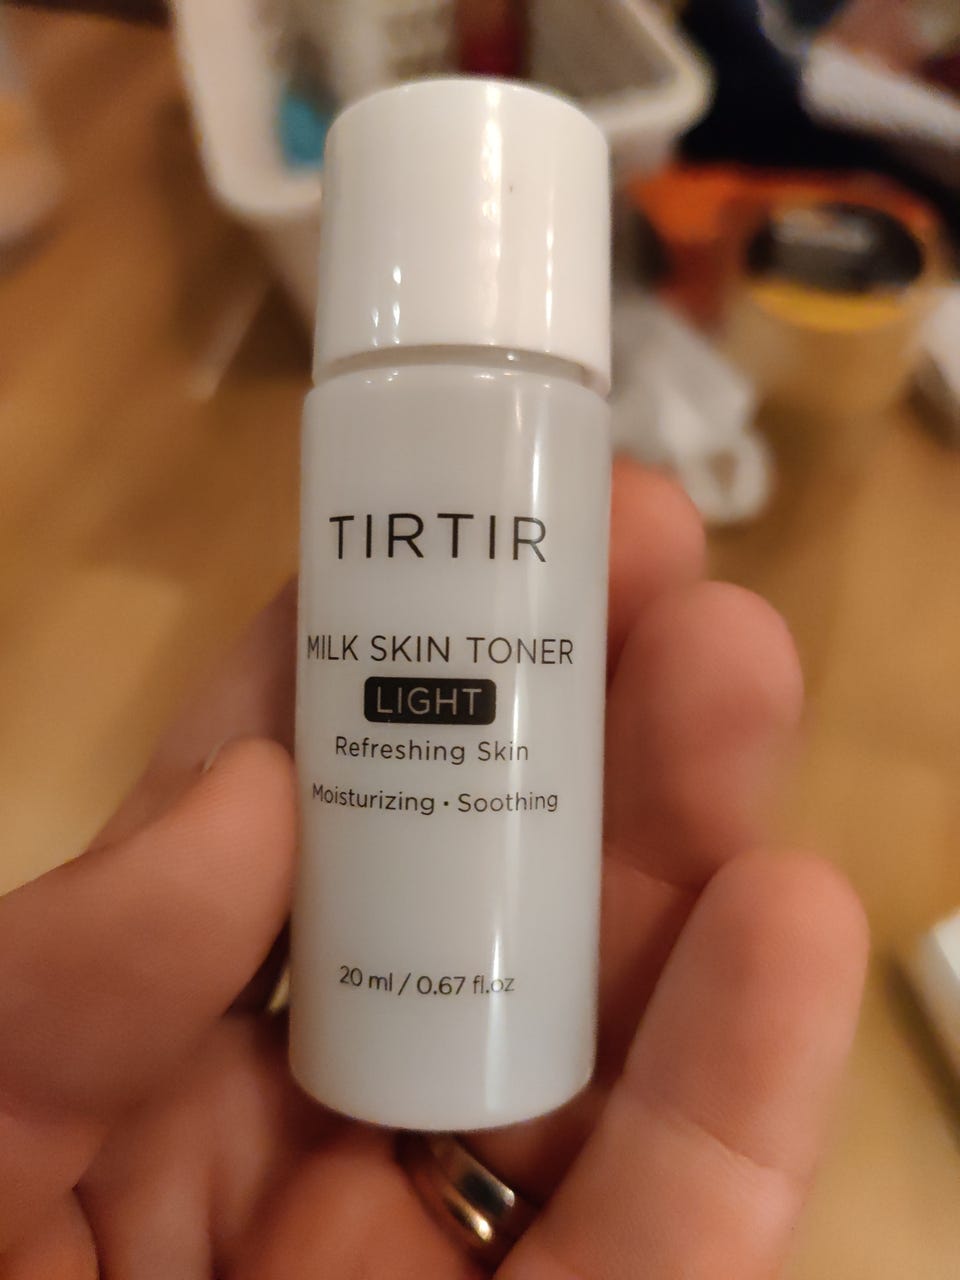 TIRTIR
MILK SKIN TONER
LIGHT
Refreshing Skin
Moisturizing • Soothing
20 ml / 0.67 fl.oz